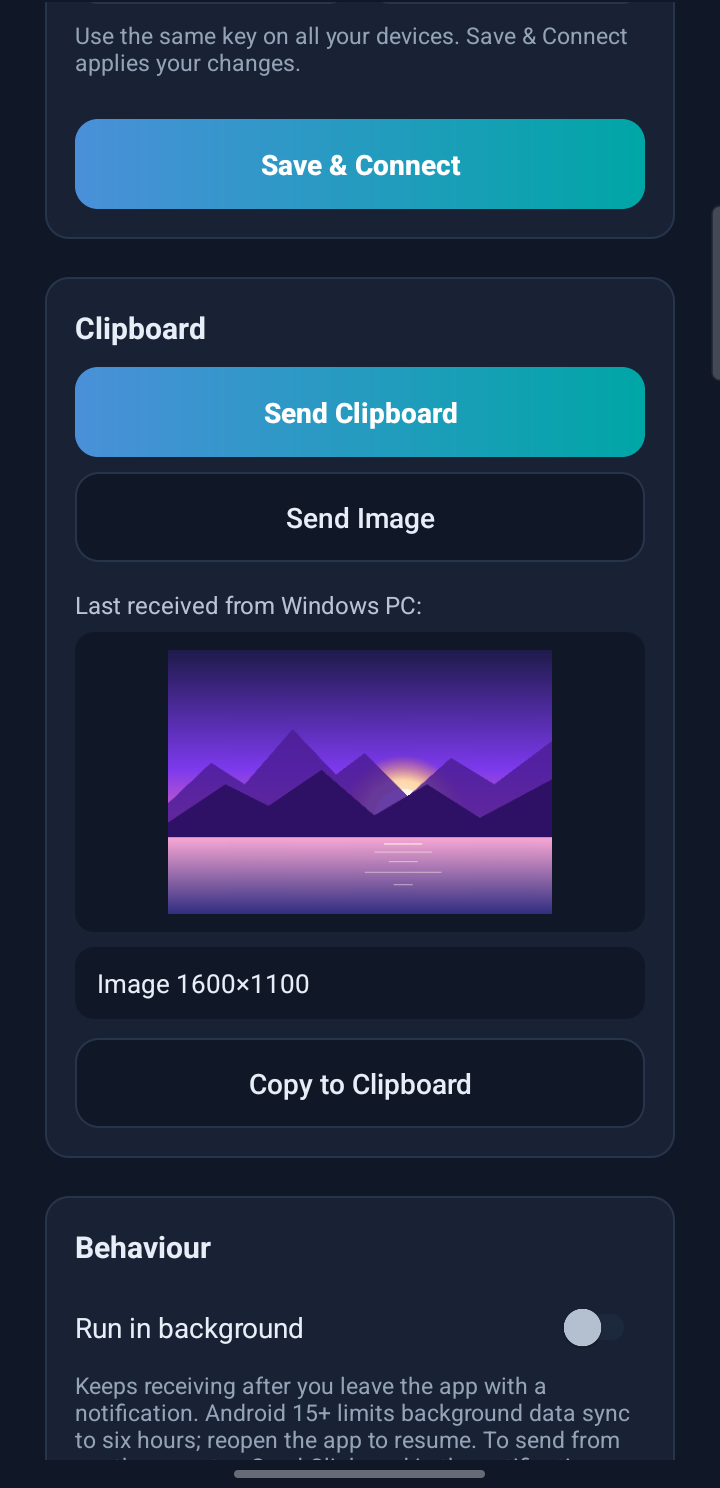 Use the same key on all your devices. Save & Connect
applies your changes.
Save & Connect
Clipboard
Send Clipboard
Send Image
Last received from Windows PC:
Image 1600×1100
Copy to Clipboard
Behaviour
Run in background
Keeps receiving after you leave the app with a
notification. Android 15+ limits background data sync
to six hours; reopen the app to resume. To send from